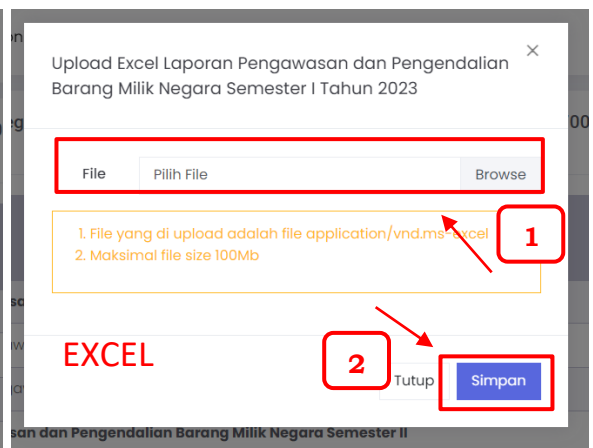 Upload Excel Laporan Pengawasan dan Pengendalian
Barang Milik Negara Semester I Tahun 2023
×
File Pilih File Browse
1
1. File yang di upload adalah file application/vnd.ms-excel
2. Maksimal file size 100Mb
EXCEL
2
Tutup Simpan
san dan Pengendalian Barang Milik Negara Semester II